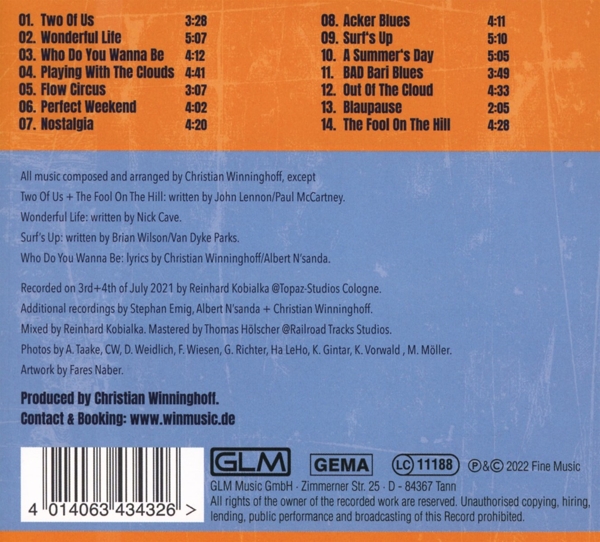 01. Two Of Us 3:28
02. Wonderful Life 5:07
03. Who Do You Wanna Be 4:12
04. Playing With The Clouds 4:41
05. Flow Circus 3:07
06. Perfect Weekend 4:02
07. Nostalgia 4:20
08. Acker Blues 4:11
09. Surf's Up 5:10
10. A Summer's Day 5:05
11. BAD Bari Blues 3:49
12. Out Of The Cloud 4:33
13. Blaupause 2:05
14. The Fool On The Hill 4:28
All music composed and arranged by Christian Winninghoff, except
Two Of Us + The Fool On The Hill: written by John Lennon/Paul McCartney.
Wonderful Life: written by Nick Cave.
Surf's Up: written by Brian Wilson/Van Dyke Parks.
Who Do You Wanna Be: lyrics by Christian Winninghoff/Albert N'sanda.
Recorded on 3rd+4th of July 2021 by Reinhard Kobialka @Topaz-Studios Cologne.
Additional recordings by Stephan Emig, Albert N'sanda + Christian Winninghoff.
Mixed by Reinhard Kobialka. Mastered by Thomas Hölscher @Railroad Tracks Studios.
Photos by A. Taake, CW, D. Weidlich, F. Wiesen, G. Richter, Ha LeHo, K. Gintar, K. Vorwald , M. Möller.
Artwork by Fares Naber.
Produced by Christian Winninghoff.
Contact & Booking: www.winmusic.de
4 014063 434326 >
GLM GEMA LC 11188 ℗&© 2022 Fine Music
GLM Music GmbH · Zimmerner Str. 25 · D - 84367 Tann
All rights of the owner of the recorded work are reserved. Unauthorised copying, hiring,
lending, public performance and broadcasting of this Record prohibited.